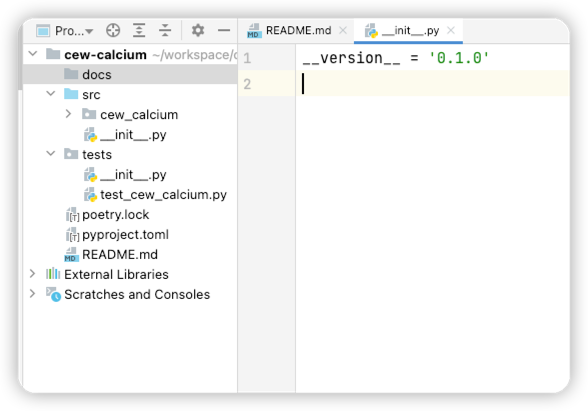 Pro...
README.md
__init__.py
cew-calcium ~/workspace/c
docs
src
cew_calcium
__init__.py
tests
__init__.py
test_cew_calcium.py
poetry.lock
pyproject.toml
README.md
External Libraries
Scratches and Consoles
1 __version__ = '0.1.0'
2